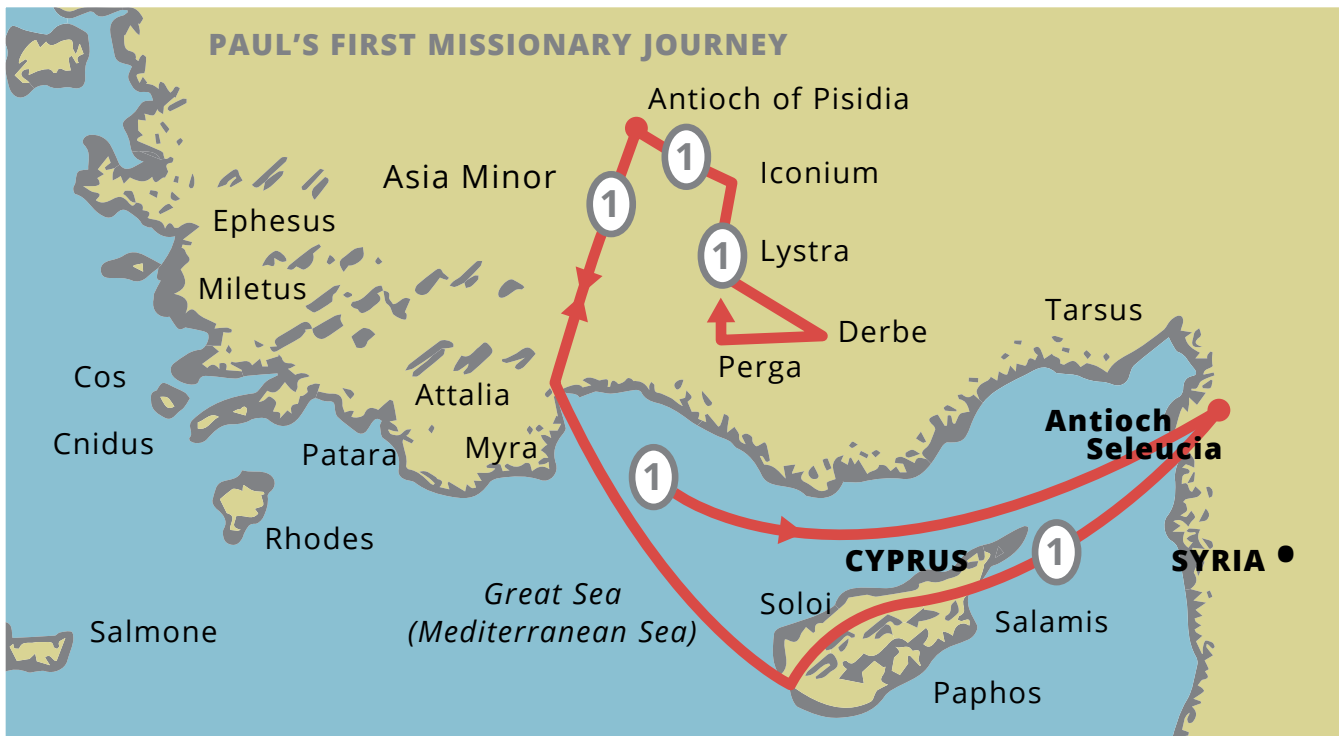 PAUL’S FIRST MISSIONARY JOURNEY
Antioch of Pisidia
1
Asia Minor
Iconium
1
Ephesus
Lystra
1
Miletus
Tarsus
Derbe
Perga
Cos
Attalia
Antioch
Cnidus
Patara
Myra
Seleucia
1
Rhodes
1
CYPRUS
SYRIA
Great Sea
Soloi
(Mediterranean Sea)
Salmone
Salamis
Paphos